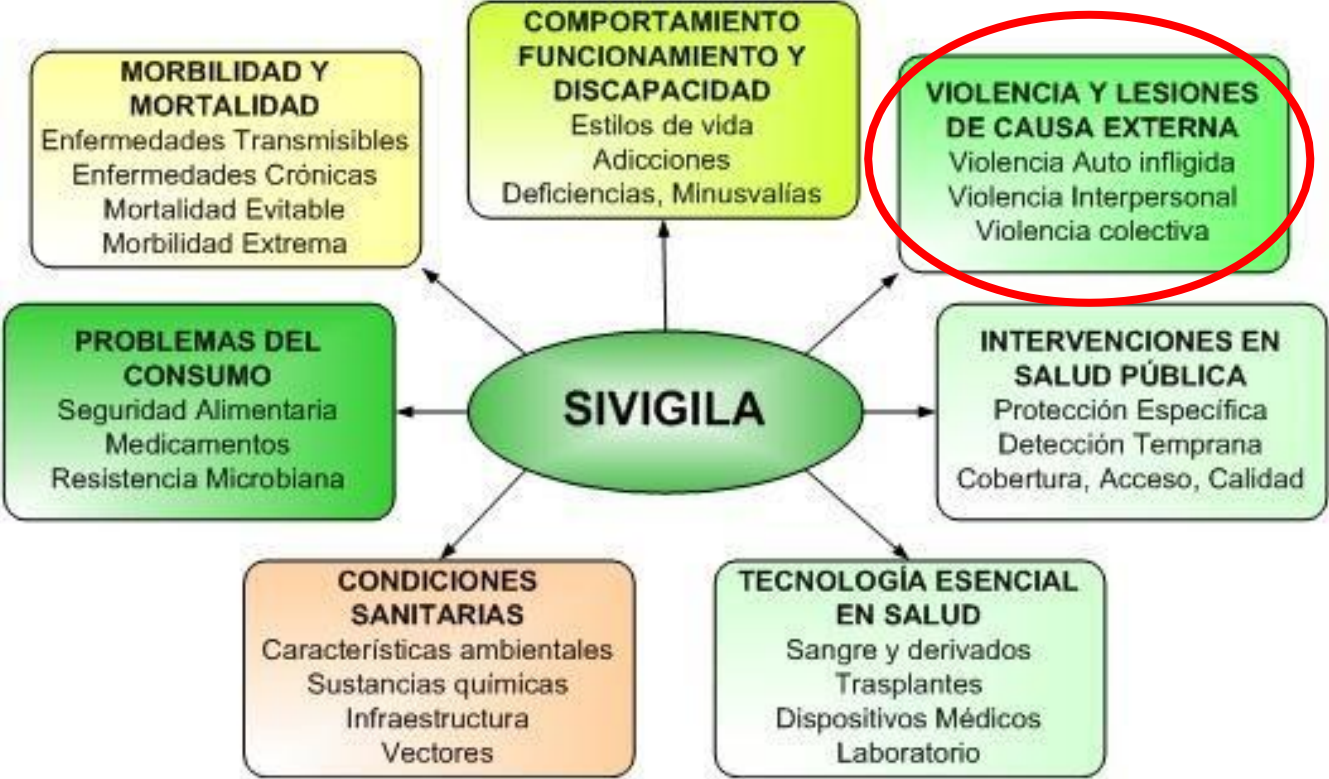 COMPORTAMIENTO
FUNCIONAMIENTO Y
DISCAPACIDAD
Estilos de vida
Adicciones
Deficiencias, Minusvalías
MORBILIDAD Y
MORTALIDAD
Enfermedades Transmisibles
Enfermedades Crónicas
Mortalidad Evitable
Morbilidad Extrema
VIOLENCIA Y LESIONES
DE CAUSA EXTERNA
Violencia Auto infligida
Violencia Interpersonal
Violencia colectiva
PROBLEMAS DEL
CONSUMO
Seguridad Alimentaria
Medicamentos
Resistencia Microbiana
SIVIGILA
INTERVENCIONES EN
SALUD PÚBLICA
Protección Específica
Detección Temprana
Cobertura, Acceso, Calidad
CONDICIONES
SANITARIAS
Características ambientales
Sustancias quimicas
Infraestructura
Vectores
TECNOLOGÍA ESENCIAL
EN SALUD
Sangre y derivados
Trasplantes
Dispositivos Médicos
Laboratorio